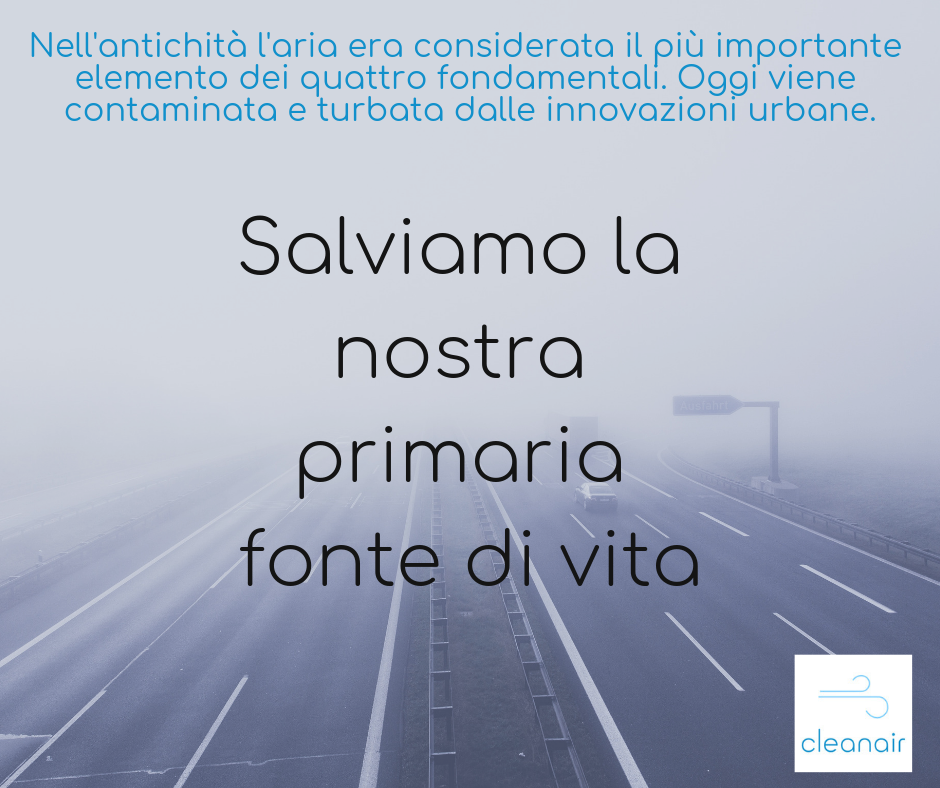 Nell'antichità l'aria era considerata il più importante
elemento dei quattro fondamentali. Oggi viene
contaminata e turbata dalle innovazioni urbane.
Salviamo la
nostra
primaria
fonte di vita
Ausfahrt
cleanair